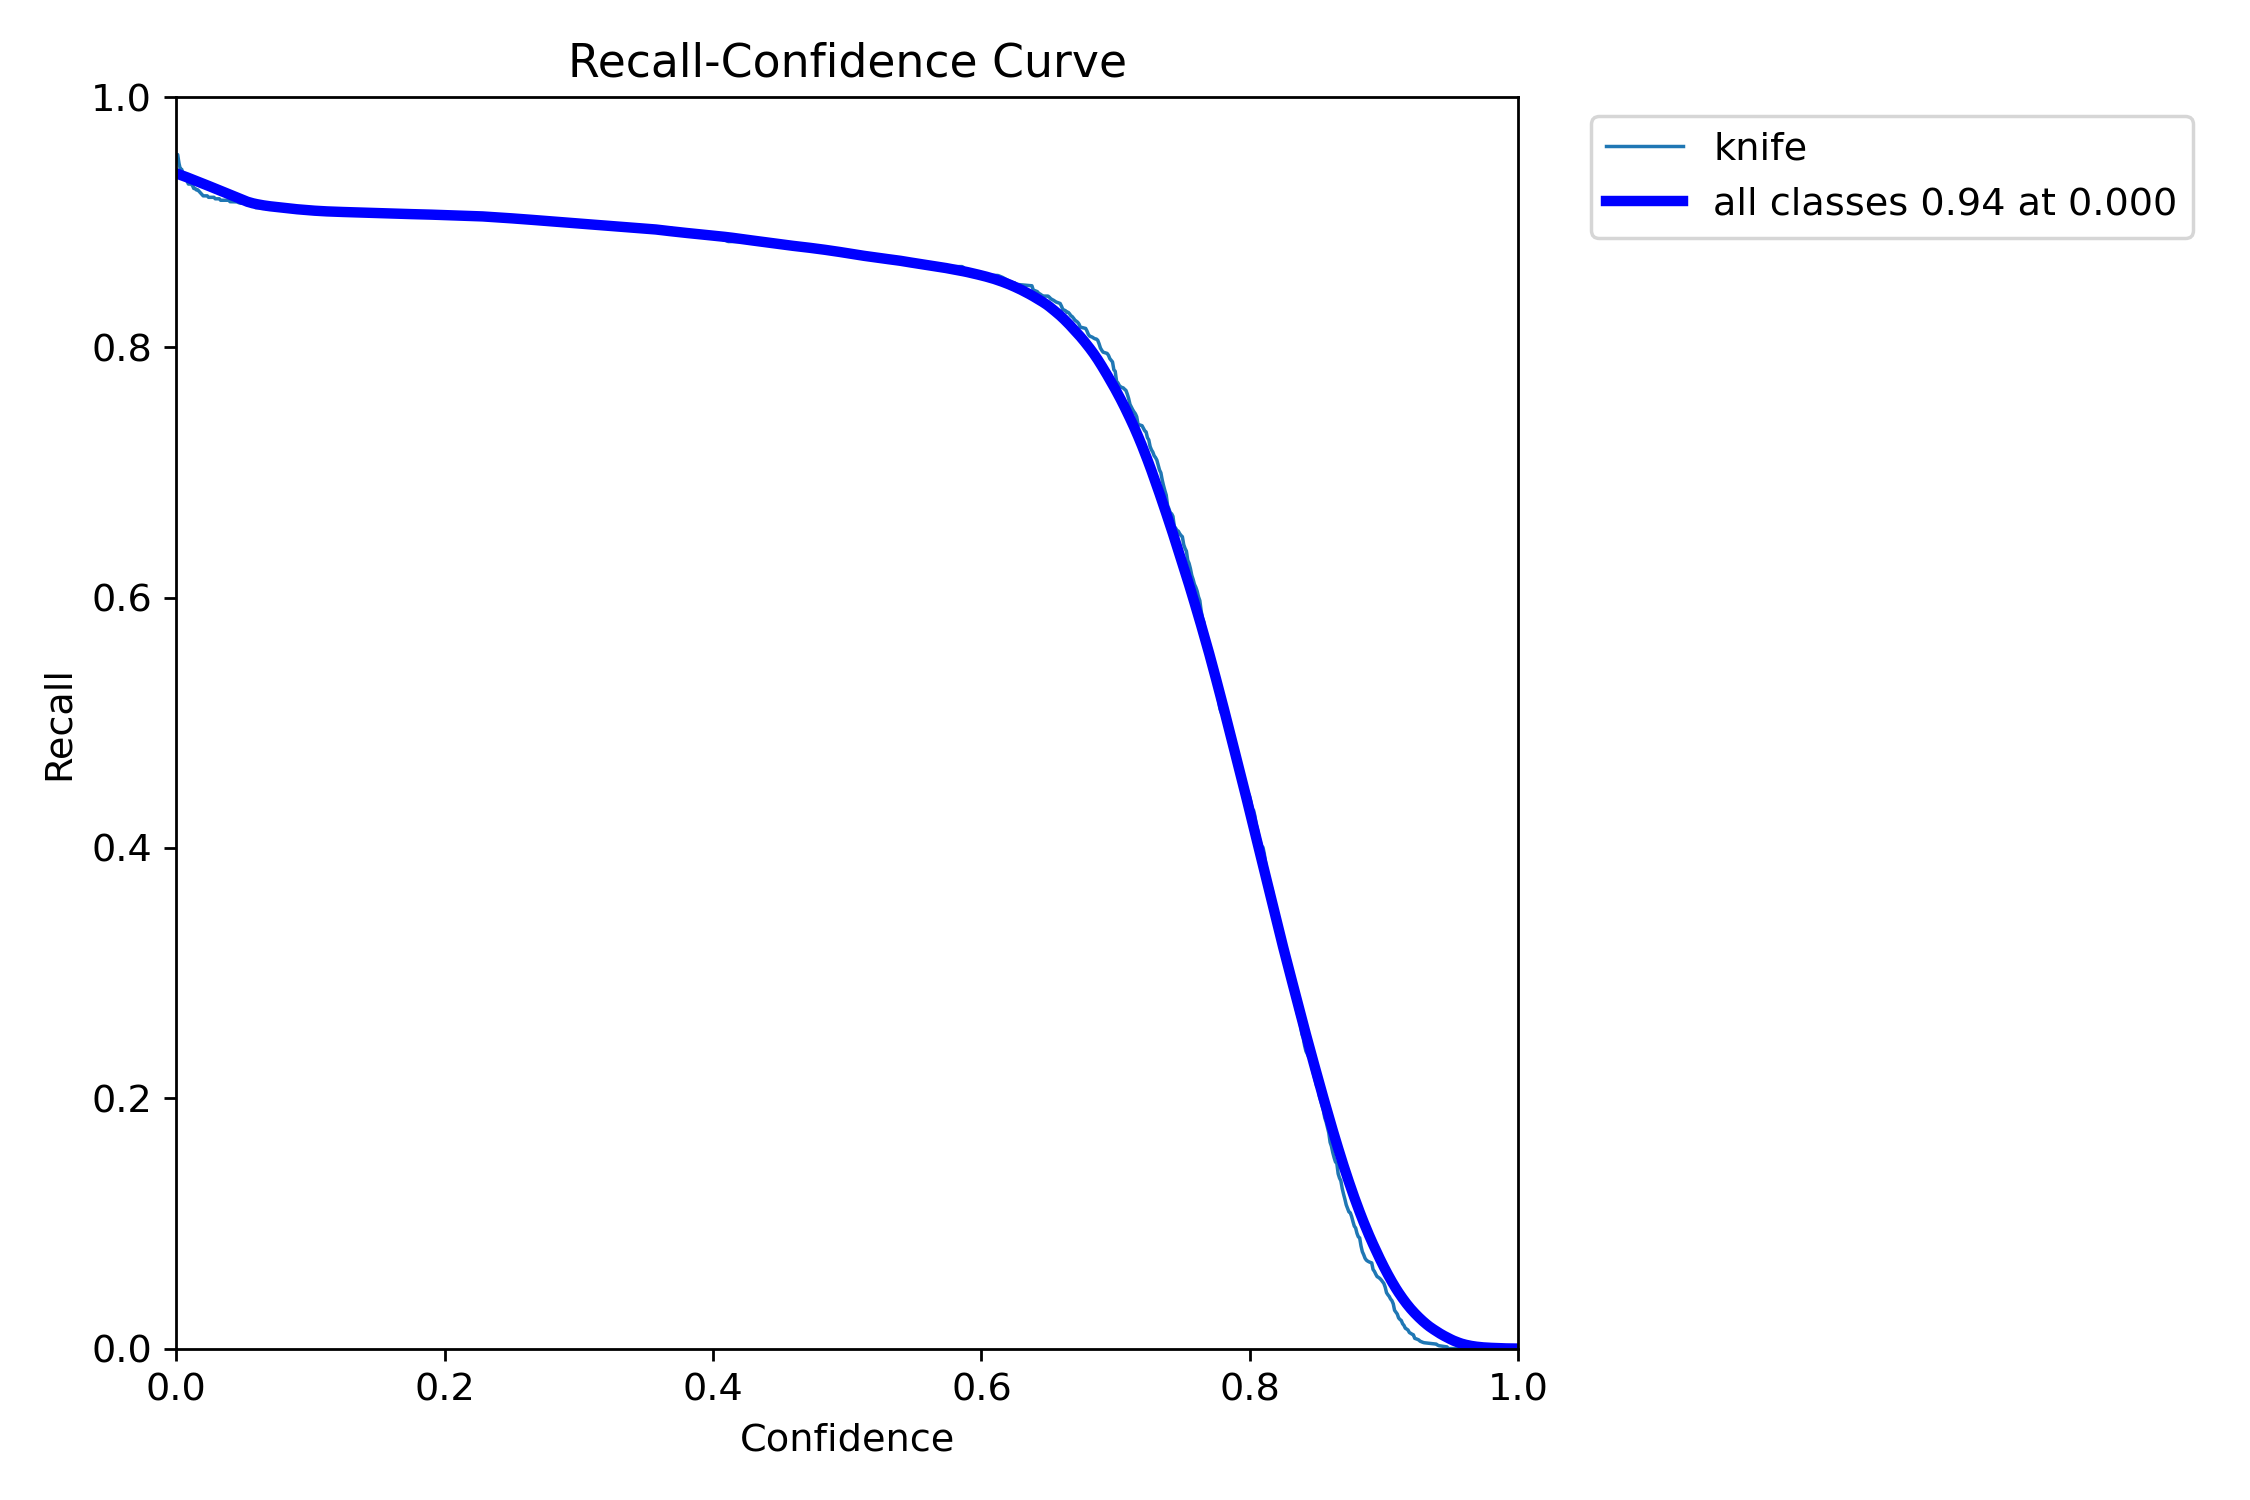 Recall-Confidence Curve
1.0
0.8
0.6
0.4
0.2
0.0
Recall
0.0 0.2 0.4 0.6 0.8 1.0
Confidence
knife
all classes 0.94 at 0.000